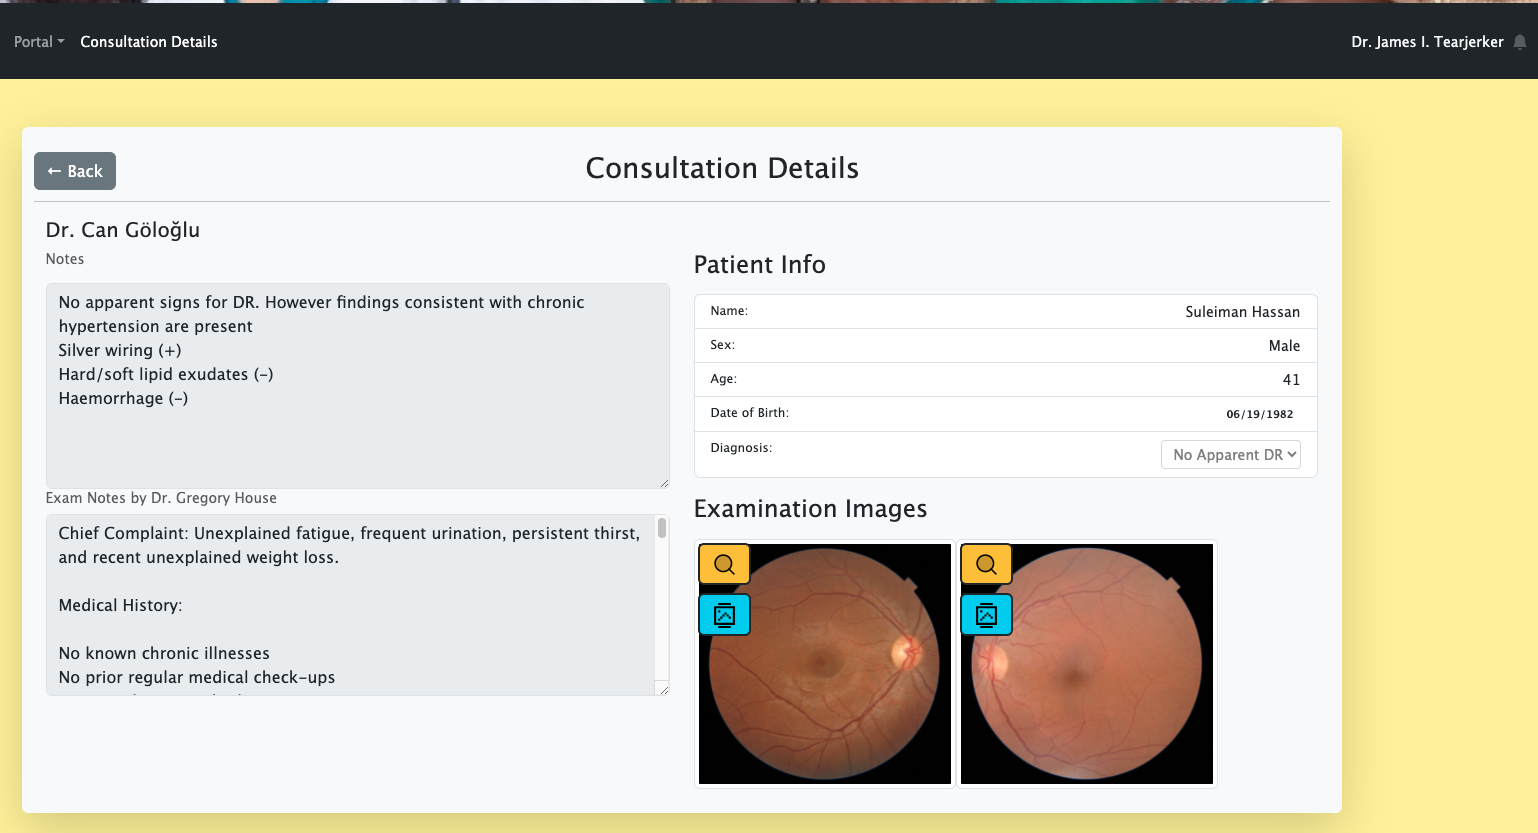 Portal Consultation Details Dr. James I. Tearjerker
← Back
Consultation Details
Dr. Can Göloğlu
Notes
No apparent signs for DR. However findings consistent with chronic
hypertension are present
Silver wiring (+)
Hard/soft lipid exudates (-)
Haemorrhage (-)
Exam Notes by Dr. Gregory House
Chief Complaint: Unexplained fatigue, frequent urination, persistent thirst,
and recent unexplained weight loss.
Medical History:
No known chronic illnesses
No prior regular medical check-ups
Patient Info
Name: Suleiman Hassan
Sex: Male
Age: 41
Date of Birth: 06/19/1982
Diagnosis: No Apparent DR
Examination Images